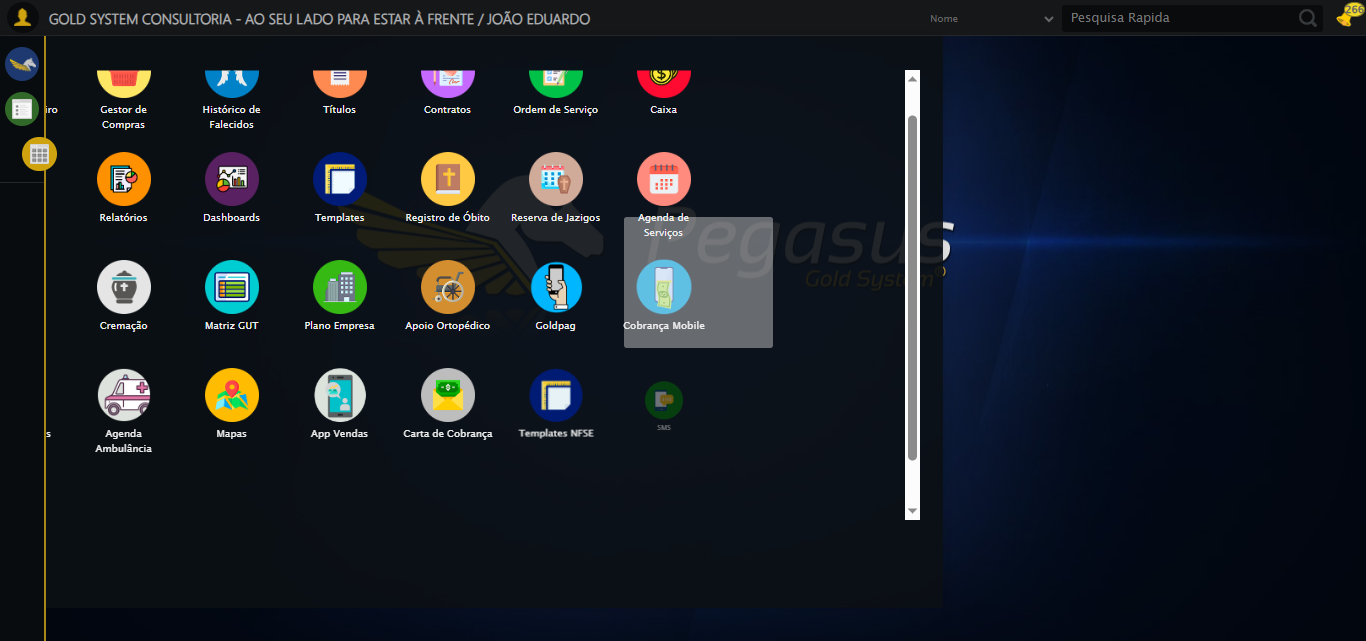 GOLD SYSTEM CONSULTORIA - AO SEU LADO PARA ESTAR À FRENTE / JOÃO EDUARDO
Nome
Pesquisa Rapida
266
iro
Gestor de
Compras
Histórico de
Falecidos
Títulos
Contratos
Ordem de Serviço
Caixa
Relatórios
Dashboards
Templates
Registro de Óbito
Reserva de Jazigos
Agenda de
Serviços
Pegasus
Gold System®
Cremação
Matriz GUT
Plano Empresa
Apoio Ortopédico
Goldpag
Cobrança Mobile
s
Agenda
Ambulância
Mapas
App Vendas
Carta de Cobrança
Templates NFSE
SMS